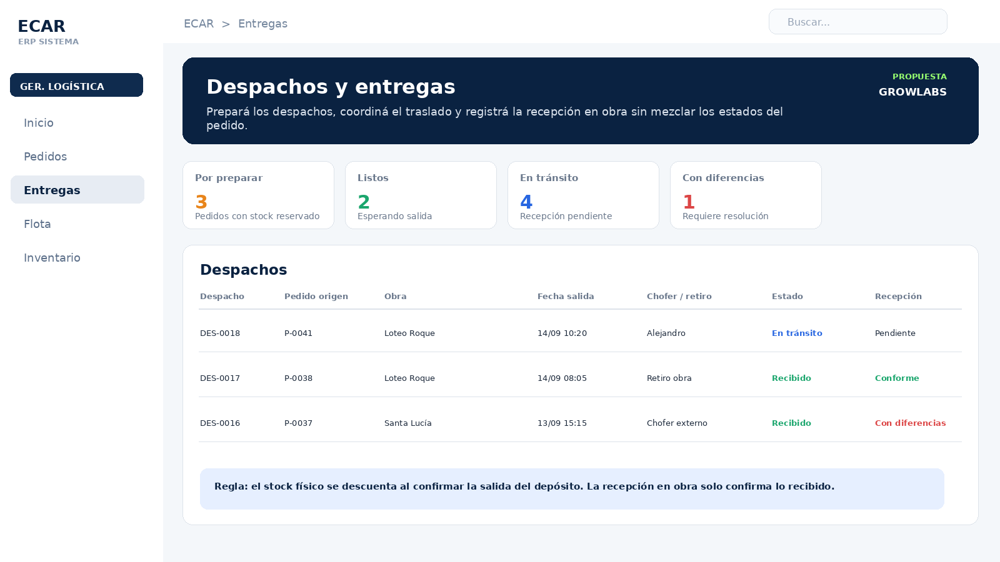 ECAR
ERP SISTEMA
GER. LOGÍSTICA
Inicio
Pedidos
Entregas
Flota
Inventario
ECAR > Entregas
Buscar...
Despachos y entregas
Prepará los despachos, coordiná el traslado y registrá la recepción en obra sin mezclar los estados del
pedido.
PROPUESTA
GROWLABS
Por preparar
3
Pedidos con stock reservado
Listos
2
Esperando salida
En tránsito
4
Recepción pendiente
Con diferencias
1
Requiere resolución
Despachos
Despacho Pedido origen Obra Fecha salida Chofer / retiro Estado Recepción
DES-0018 P-0041 Loteo Roque 14/09 10:20 Alejandro En tránsito Pendiente
DES-0017 P-0038 Loteo Roque 14/09 08:05 Retiro obra Recibido Conforme
DES-0016 P-0037 Santa Lucía 13/09 15:15 Chofer externo Recibido Con diferencias
Regla: el stock físico se descuenta al confirmar la salida del depósito. La recepción en obra solo confirma lo recibido.